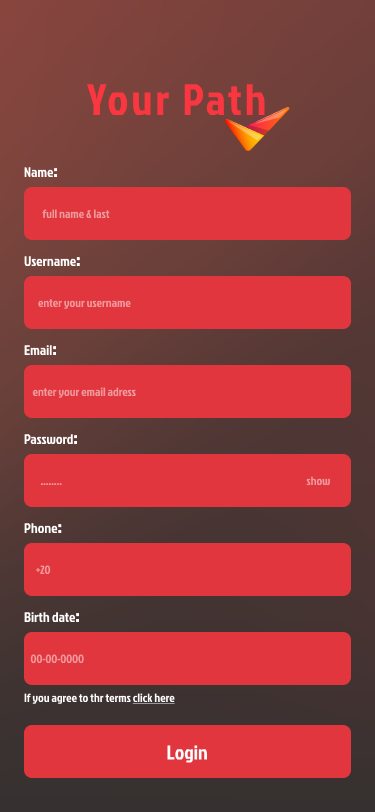 Your Path
Name:
full name & last
Username:
enter your username
Email:
enter your email adress
Password:
........ show
Phone:
+20
Birth date:
00-00-0000
If you agree to thr terms click here
Login